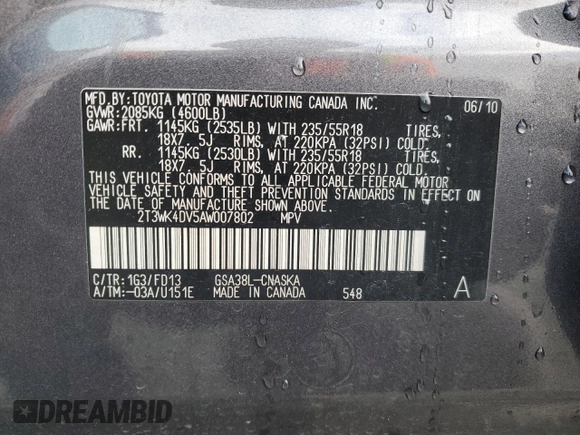 MFD.BY:TOYOTA MOTOR MANUFACTURING CANADA INC. 06/10
GVWR:2085KG (4600LB)
GAWR:FRT. 1145KG (2535LB) WITH 235/55R18 TIRES,
18X7. 5J RIMS, AT 220KPA (32PSI) COLD.
RR. 1145KG (2530LB) WITH 235/55R18 TIRES,
18X7. 5J RIMS, AT 220KPA (32PSI) COLD.
THIS VEHICLE CONFORMS TO ALL APPLICABLE FEDERAL MOTOR
VEHICLE SAFETY AND THEFT PREVENTION STANDARDS IN EFFECT ON
THE DATE OF MANUFACTURE SHOWN ABOVE.
2T3WK4DV5AW007802 MPV
C/TR:1G3/FD13 GSA38L-CNASKA
A/TM:-03A/U151E MADE IN CANADA 548 A
DREAMBID